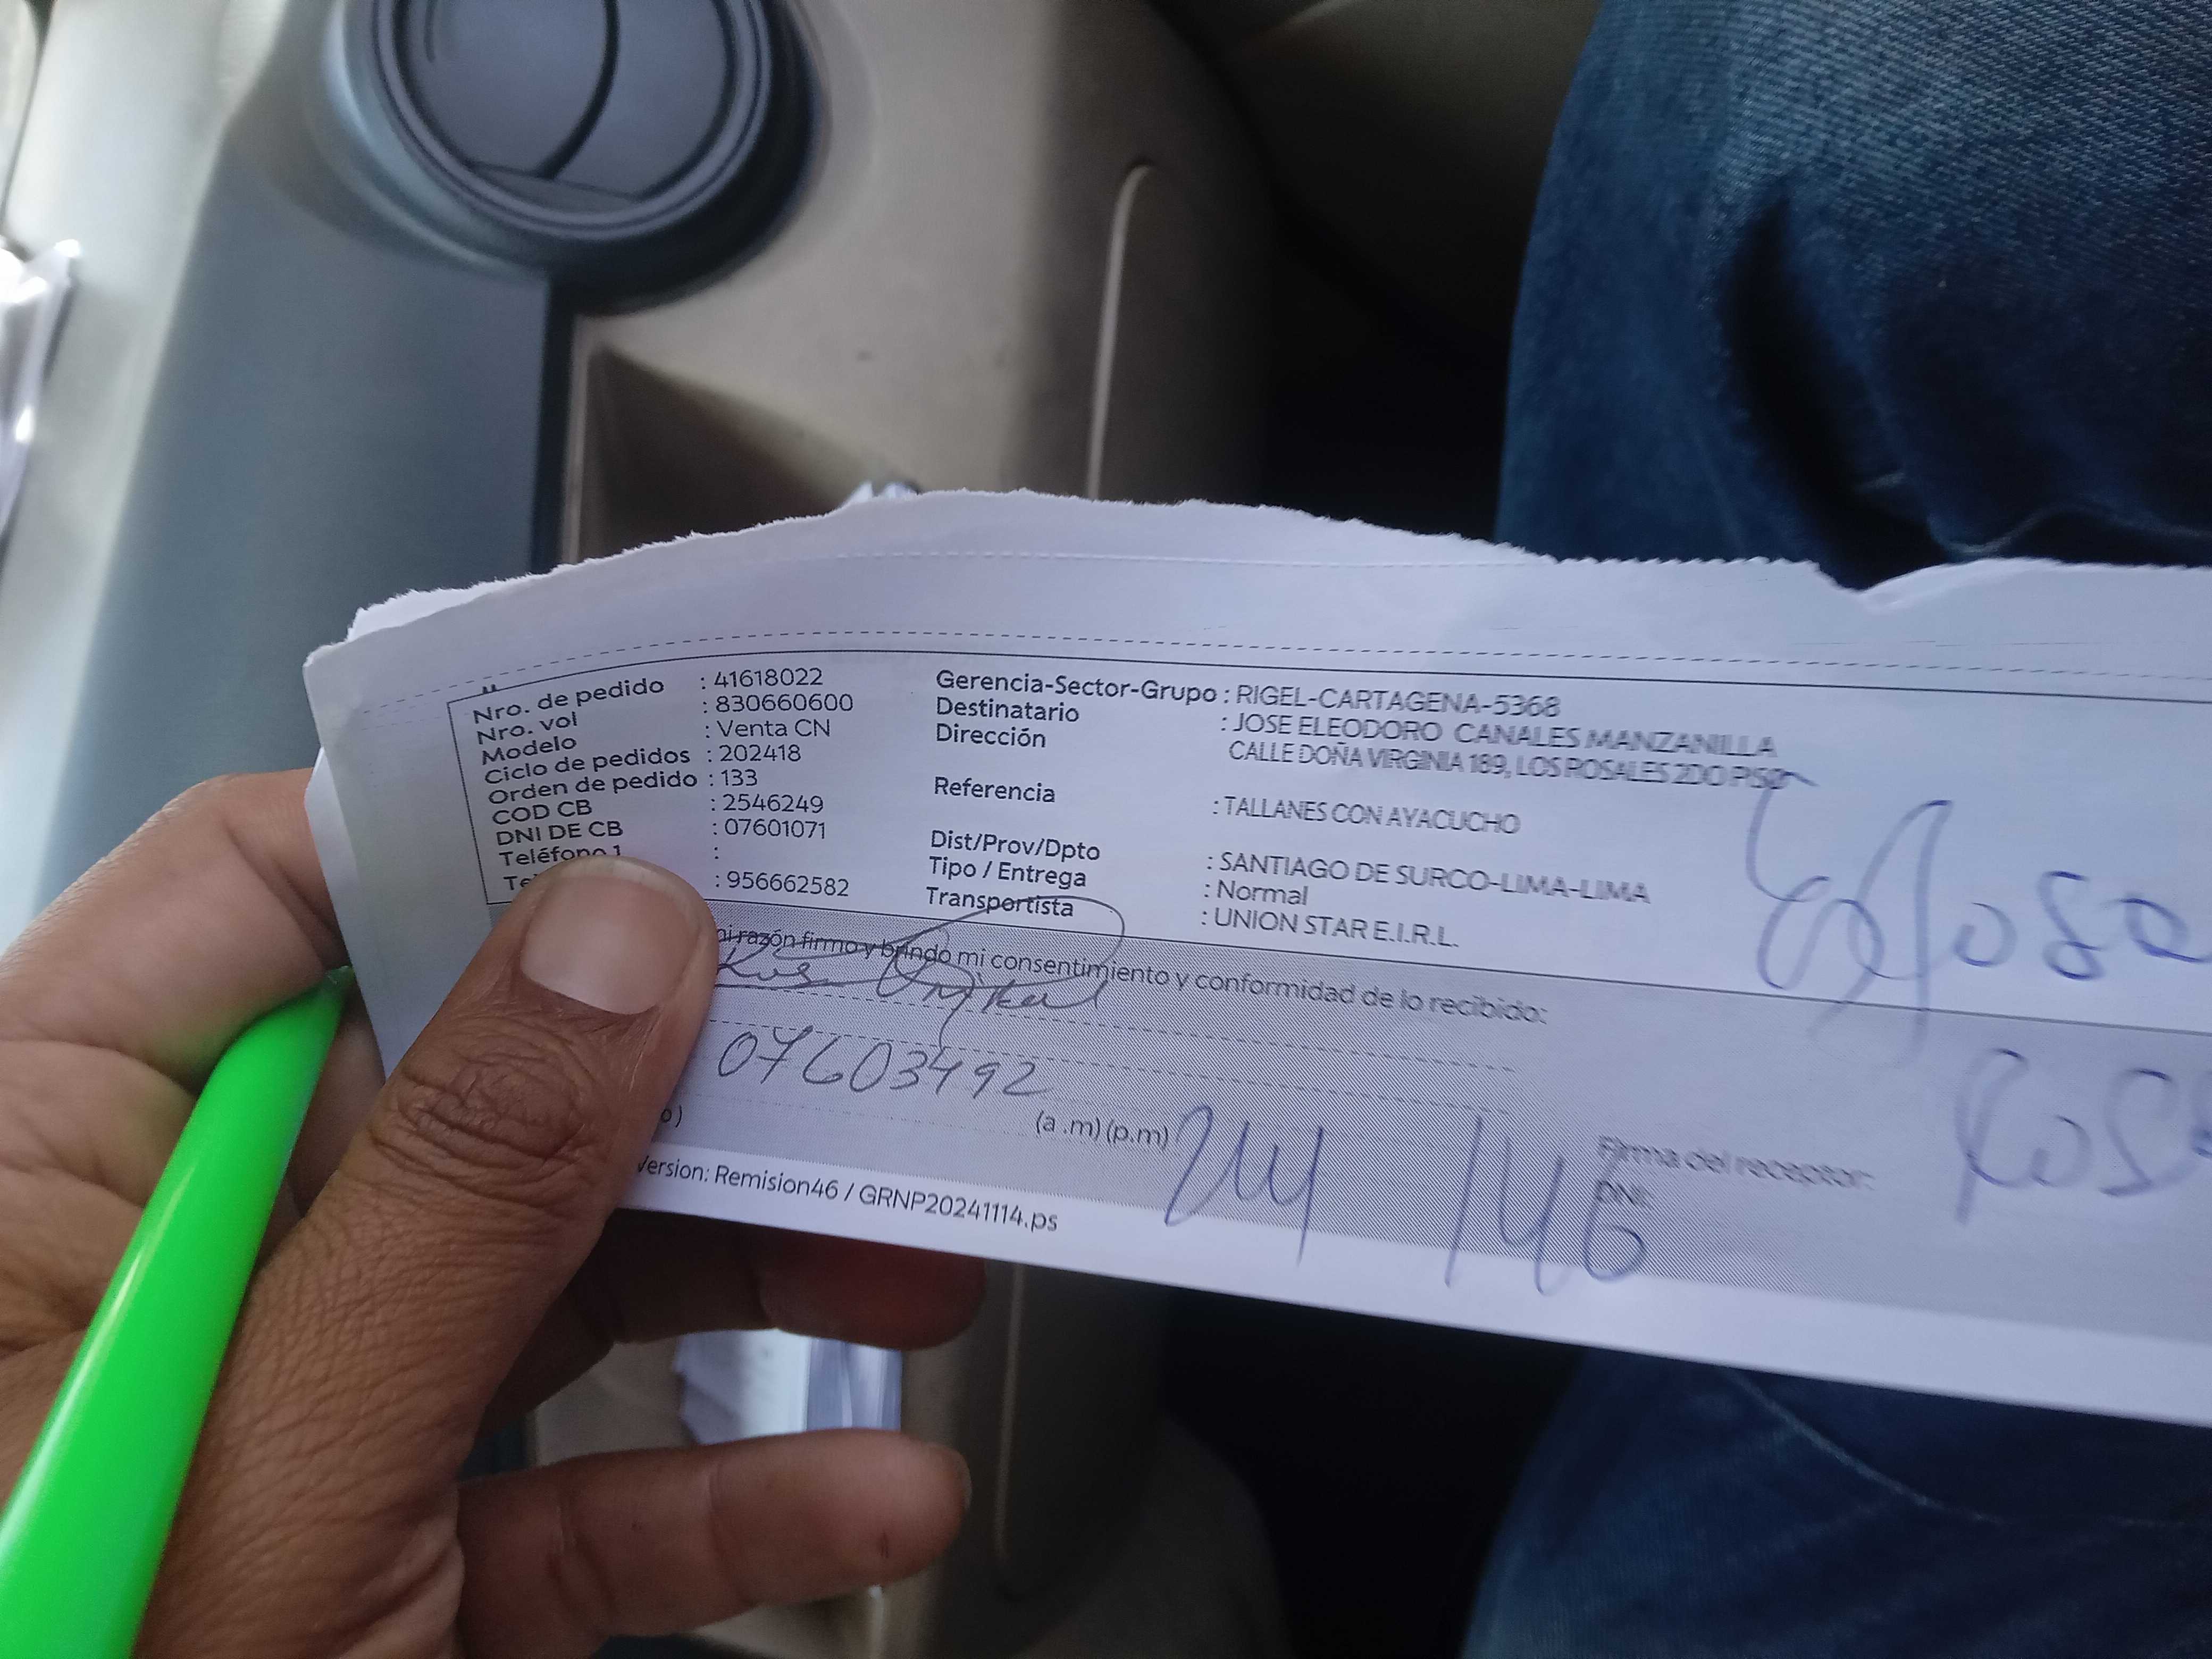 Nro. de pedido : 41618022
Nro. vol : 830660600
Modelo : Venta CN
Ciclo de pedidos : 202418
Orden de pedido : 133
COD CB : 2546249
DNI DE CB : 07601071
Teléfono 1 :
Te : 956662582
Gerencia-Sector-Grupo : RIGEL-CARTAGENA-5368
Destinatario : JOSE ELEODORO CANALES MANZANILLA
Dirección CALLE DOÑA VIRGINIA 189, LOS ROSALES 2DO PISO
Referencia : TALLANES CON AYACUCHO
Dist/Prov/Dpto : SANTIAGO DE SURCO-LIMA-LIMA
Tipo / Entrega : Normal
Transportista : UNION STAR E.I.R.L.
mi razón firmo y brindo mi consentimiento y conformidad de lo recibido:
07603492
o) (a .m) (p.m)
214 146
Firma del receptor:
DNI:
Version: Remision46 / GRNP20241114.ps